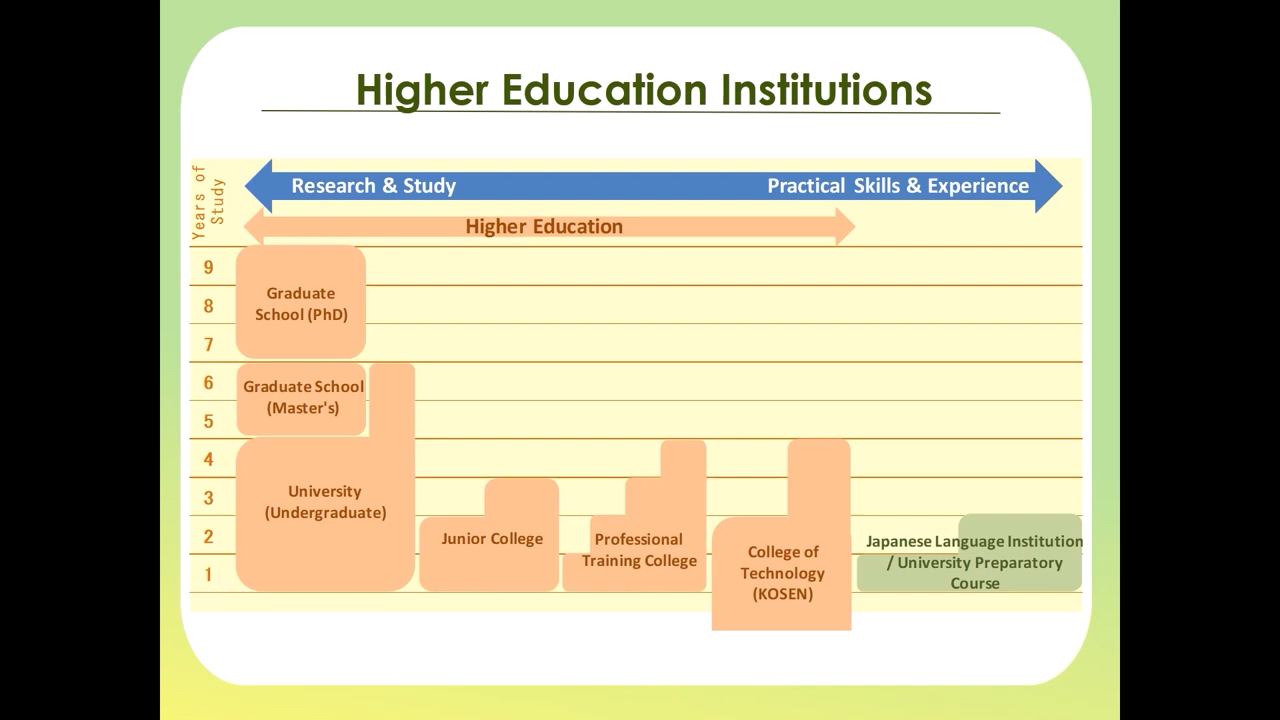 Higher Education Institutions
Years of
Study
Research & Study
Practical Skills & Experience
Higher Education
9
8
7
6
5
4
3
2
1
Graduate
School (PhD)
Graduate School
(Master's)
University
(Undergraduate)
Junior College
Professional
Training College
College of
Technology
(KOSEN)
Japanese Language Institution
/ University Preparatory
Course